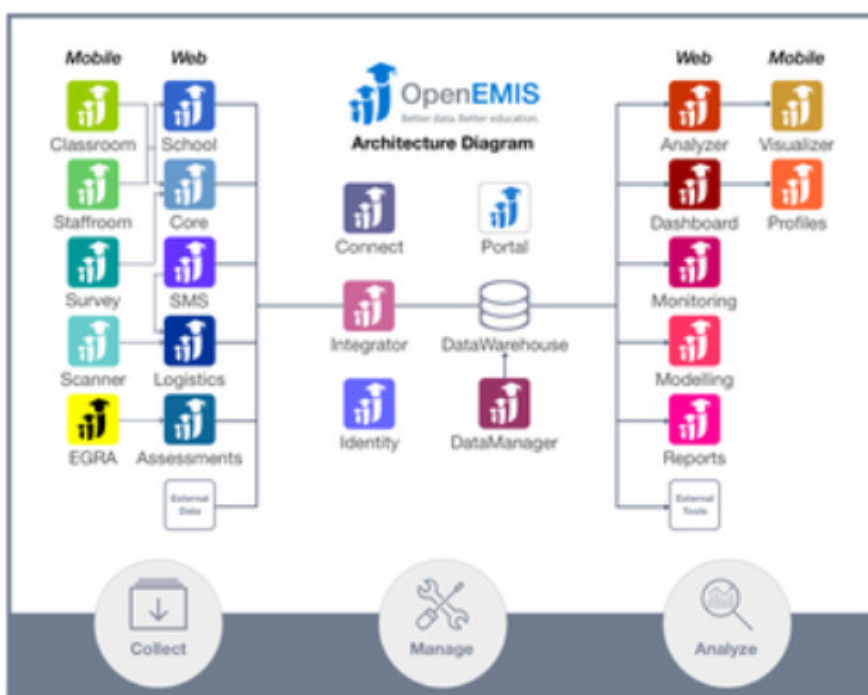 Mobile Web
Web Mobile
OpenEMIS
Better data. Better education.
Architecture Diagram
Classroom School
Analyzer Visualizer
Staffroom Core
Connect Portal
Dashboard Profiles
Survey SMS
Monitoring
Integrator DataWarehouse
Scanner Logistics
Modelling
Identity DataManager
EGRA Assessments
Reports
External
Data
External
Tools
Collect
Manage
Analyze